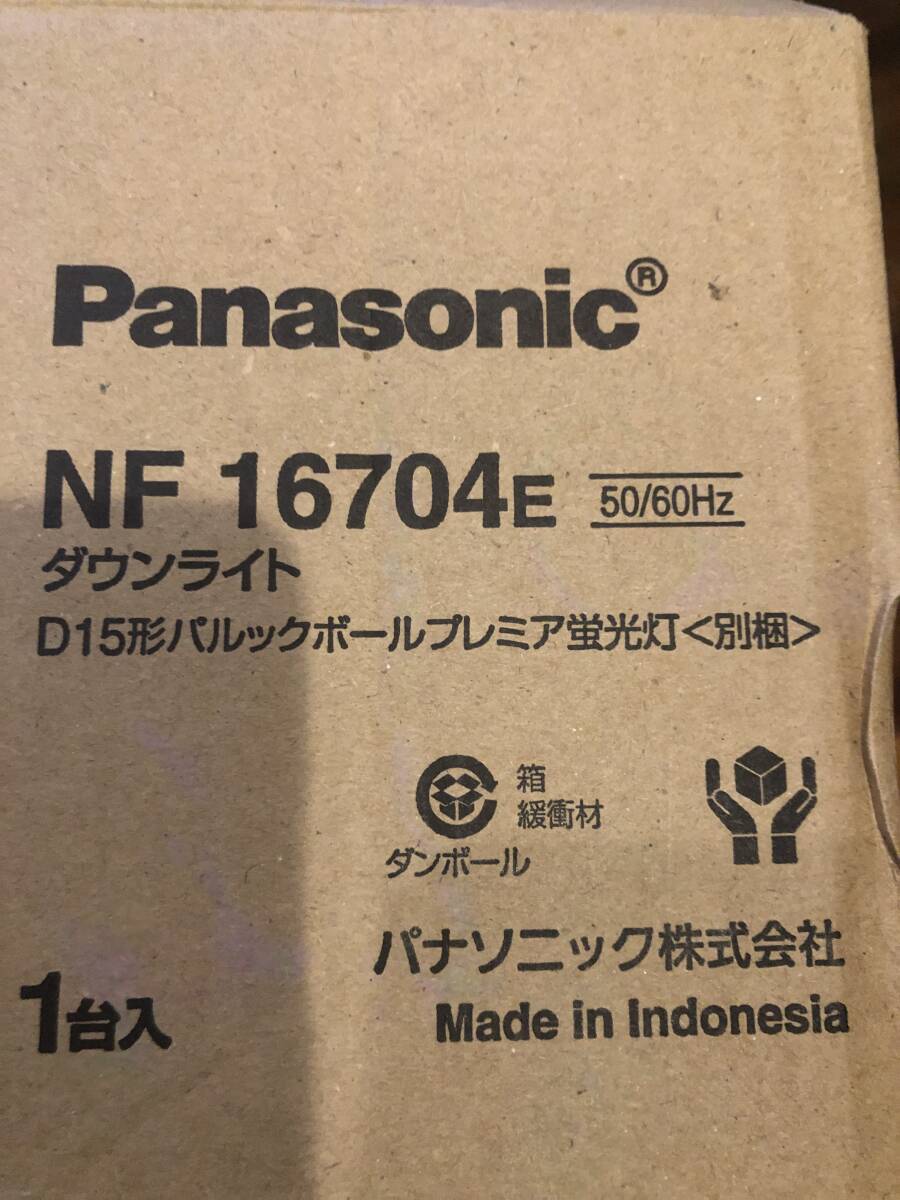 Panasonic®
NF 16704E 50/60Hz
ダウンライト
D15形パルックボールプレミア蛍光灯<別梱>
箱
緩衝材
ダンボール
パナソニック株式会社
1台入
Made in Indonesia